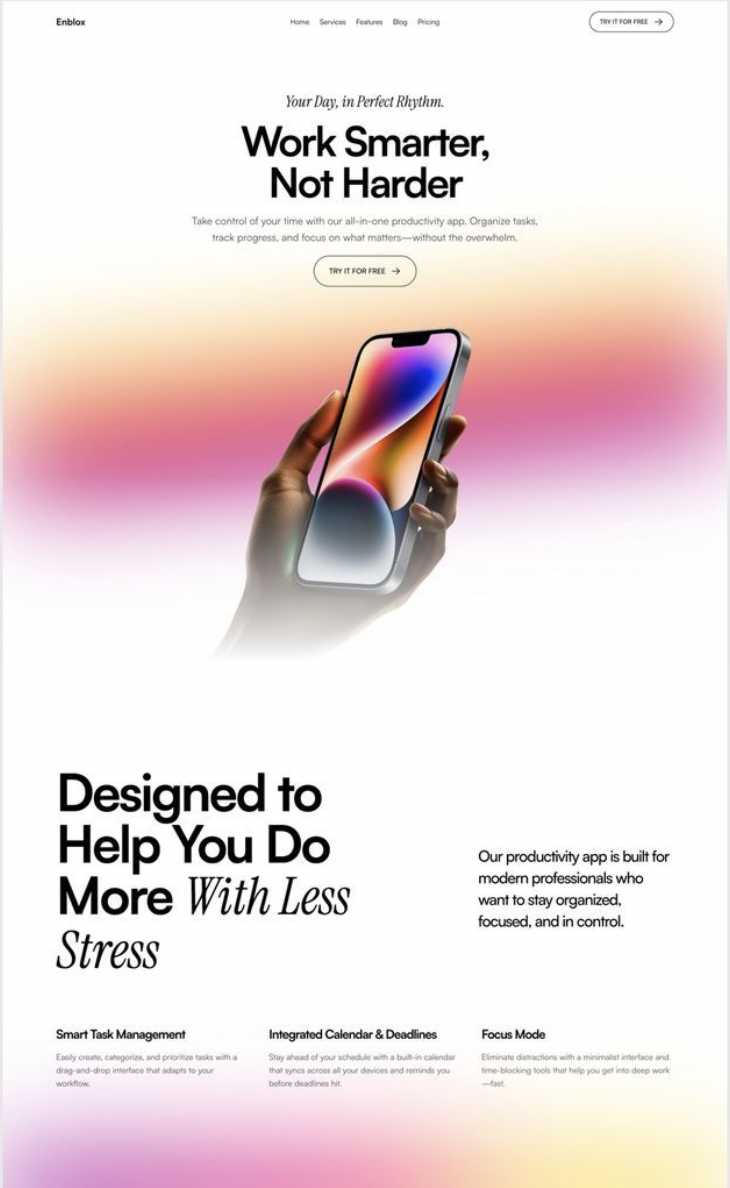 Enblox
Home Services Features Blog Pricing
TRY IT FOR FREE →
Your Day, in Perfect Rhythm.
Work Smarter,
Not Harder
Take control of your time with our all-in-one productivity app. Organize tasks,
track progress, and focus on what matters—without the overwhelm.
TRY IT FOR FREE →
Designed to
Help You Do
More With Less
Stress
Our productivity app is built for
modern professionals who
want to stay organized,
focused, and in control.
Smart Task Management
Easily create, categorize, and prioritize tasks with a
drag-and-drop interface that adapts to your
workflow.
Integrated Calendar & Deadlines
Stay ahead of your schedule with a built-in calendar
that syncs across all your devices and reminds you
before deadlines hit.
Focus Mode
Eliminate distractions with a minimalist interface and
time-blocking tools that help you get into deep work
—fast.